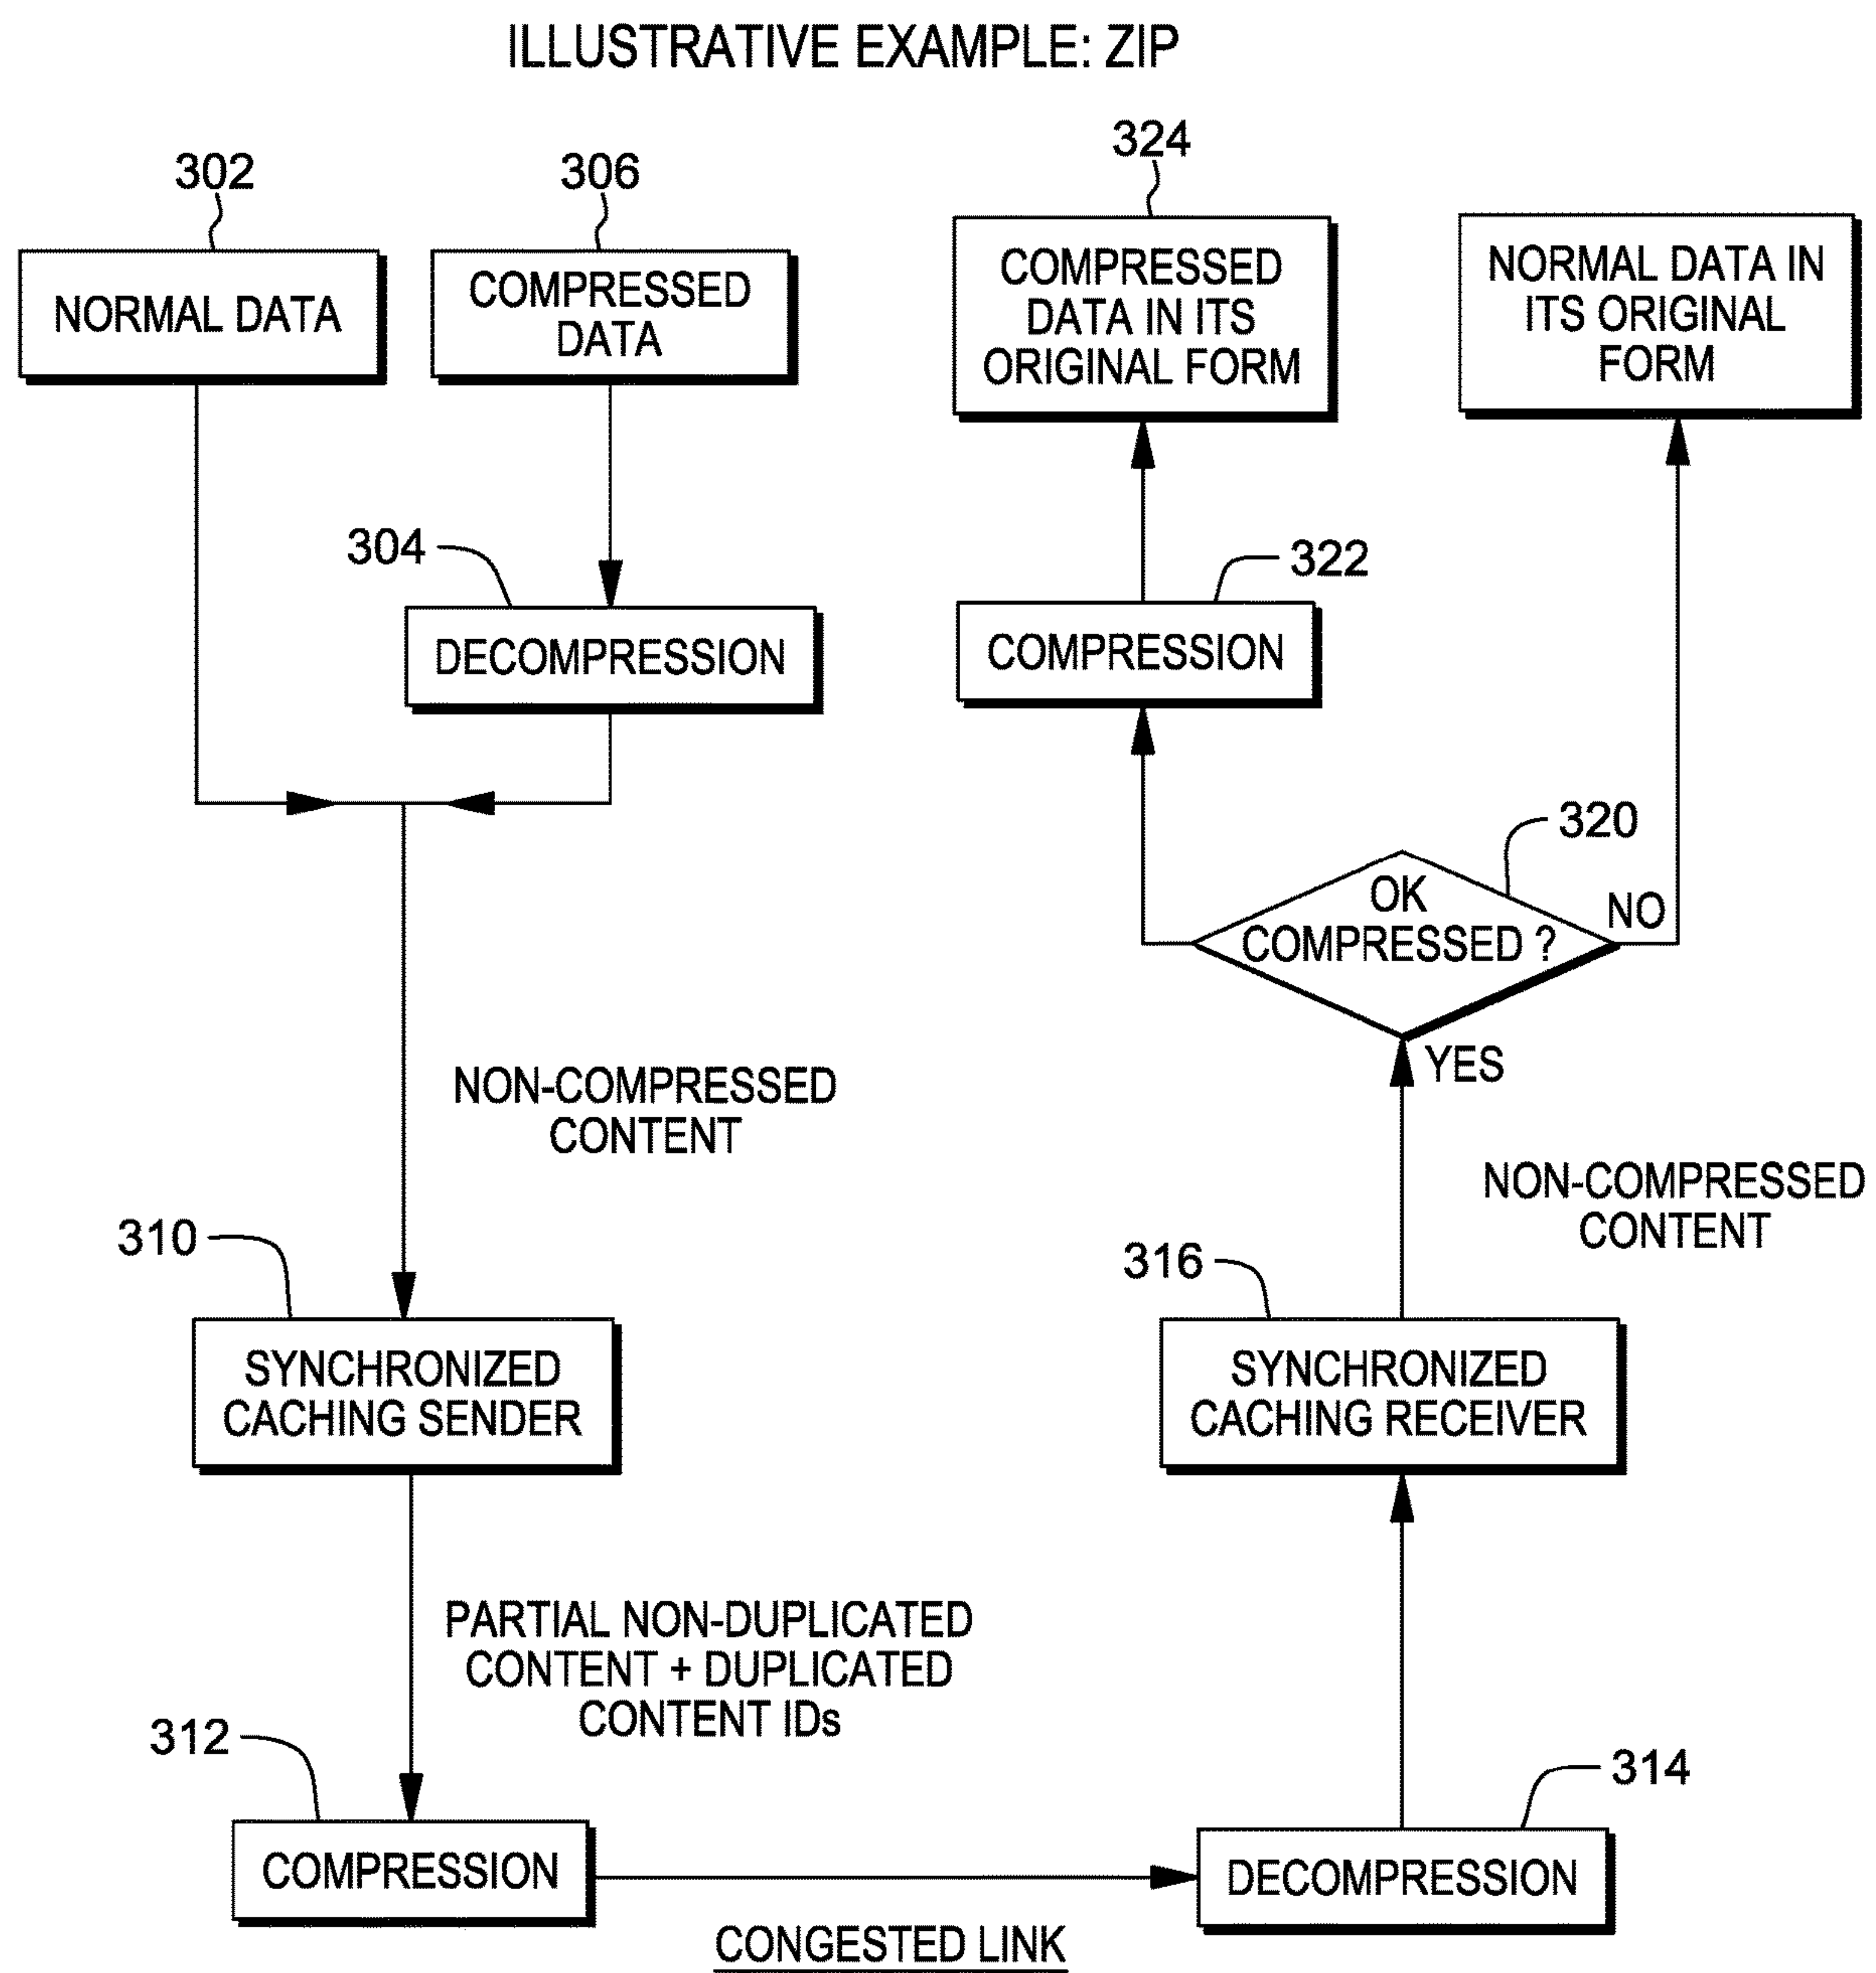 ILLUSTRATIVE EXAMPLE: ZIP
302
306
324
NORMAL DATA
COMPRESSED
DATA
COMPRESSED
DATA IN ITS
ORIGINAL FORM
NORMAL DATA IN
ITS ORIGINAL
FORM
304
DECOMPRESSION
322
COMPRESSION
320
OK
COMPRESSED ?
NO
YES
NON-COMPRESSED
CONTENT
NON-COMPRESSED
CONTENT
310
SYNCHRONIZED
CACHING SENDER
316
SYNCHRONIZED
CACHING RECEIVER
PARTIAL NON-DUPLICATED
CONTENT + DUPLICATED
CONTENT IDs
312
COMPRESSION
314
DECOMPRESSION
CONGESTED LINK